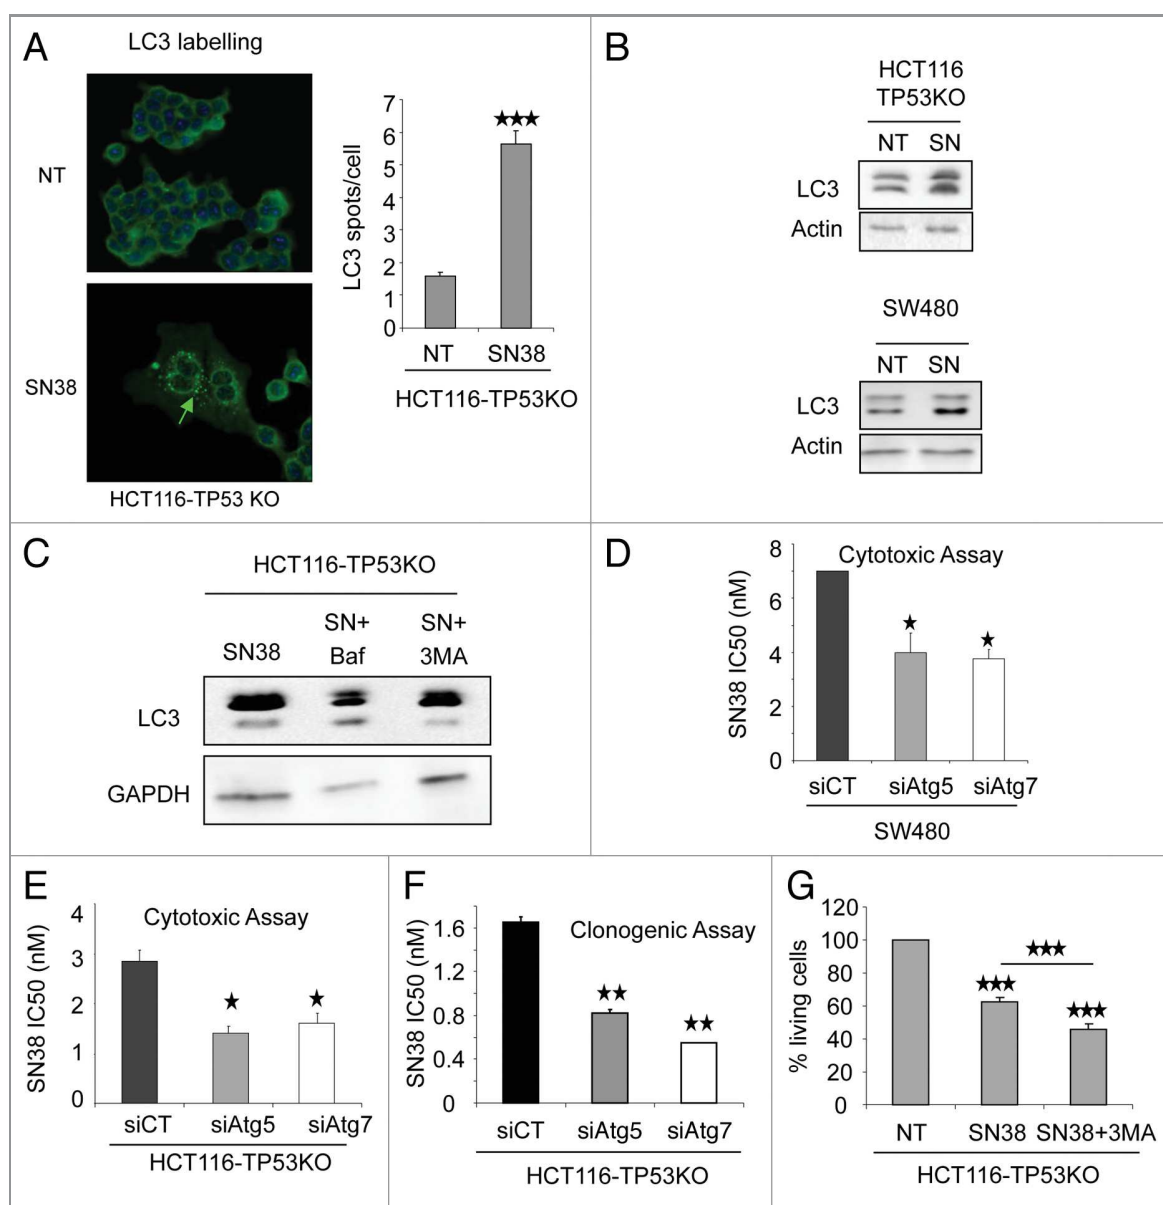 A
LC3 labelling
NT
SN38
HCT116-TP53 KO
LC3 spots/cell
7
6
5
4
3
2
1
0
★★★
NT SN38
HCT116-TP53KO
B
HCT116
TP53KO
NT SN
LC3
Actin
SW480
NT SN
LC3
Actin
C
HCT116-TP53KO
SN38
SN+
Baf
SN+
3MA
LC3
GAPDH
D
Cytotoxic Assay
SN38 IC50 (nM)
8
6
4
2
0
★ ★
siCT siAtg5 siAtg7
SW480
E
Cytotoxic Assay
SN38 IC50 (nM)
4
3
2
1
0
★ ★
siCT siAtg5 siAtg7
HCT116-TP53KO
F
Clonogenic Assay
SN38 IC50 (nM)
1.6
1.2
0.8
0.4
0
★★ ★★
siCT siAtg5 siAtg7
HCT116-TP53KO
G
% living cells
120
100
80
60
40
20
0
★★★
★★★ ★★★
NT SN38 SN38+3MA
HCT116-TP53KO